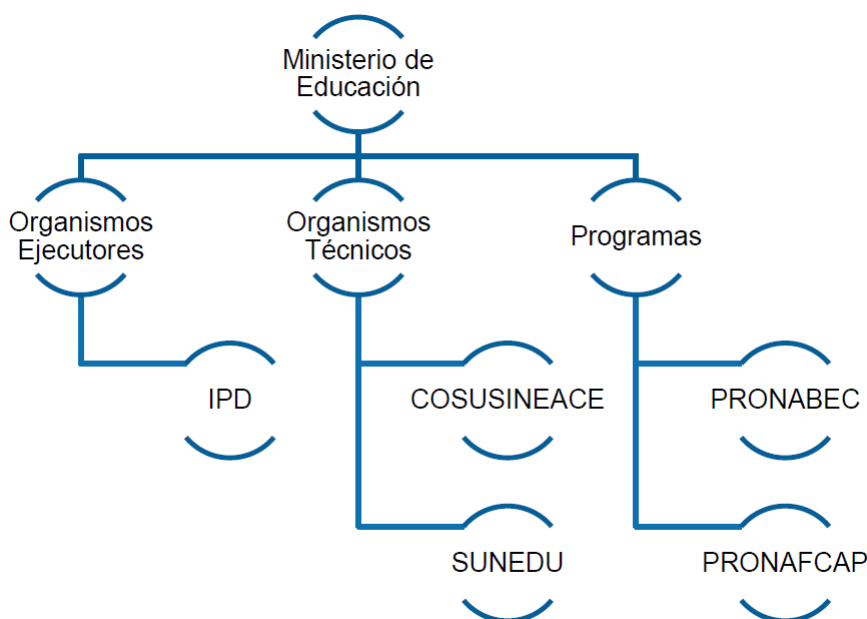 Ministerio de
Educación
Organismos
Ejecutores
Organismos
Técnicos
Programas
IPD
COSUSINEACE
PRONABEC
SUNEDU
PRONAFCAP